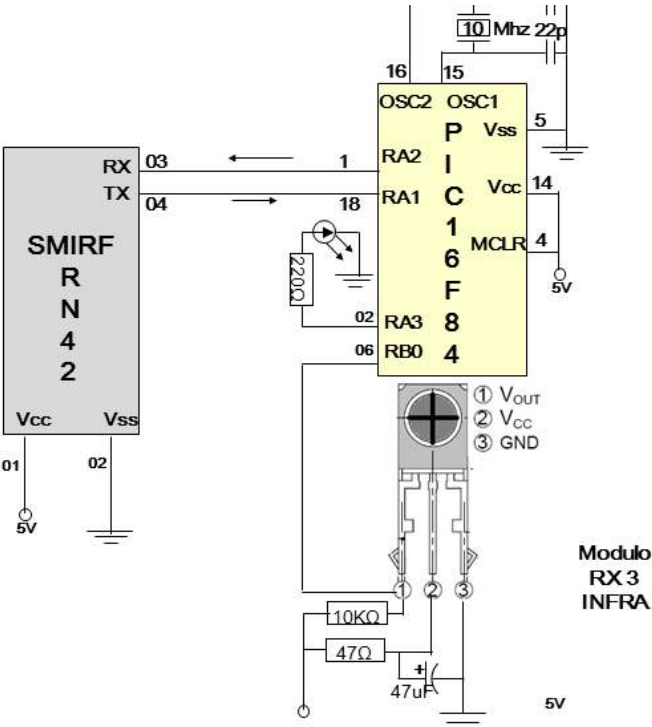 10 Mhz 22p
16 15
OSC2 OSC1
P
I
C
1
6
F
8
4
Vss 5
RA2 1
Vcc 14
RA1 18
MCLR 4
5V
RX 03
TX 04
SMIRF
R
N
4
2
220Ω
02 RA3
06 RB0
Vcc Vss
01 02
5V
① VOUT
② VCC
③ GND
Modulo
RX 3
INFRA
① ② ③
10KΩ
47Ω
+
47uF
5V